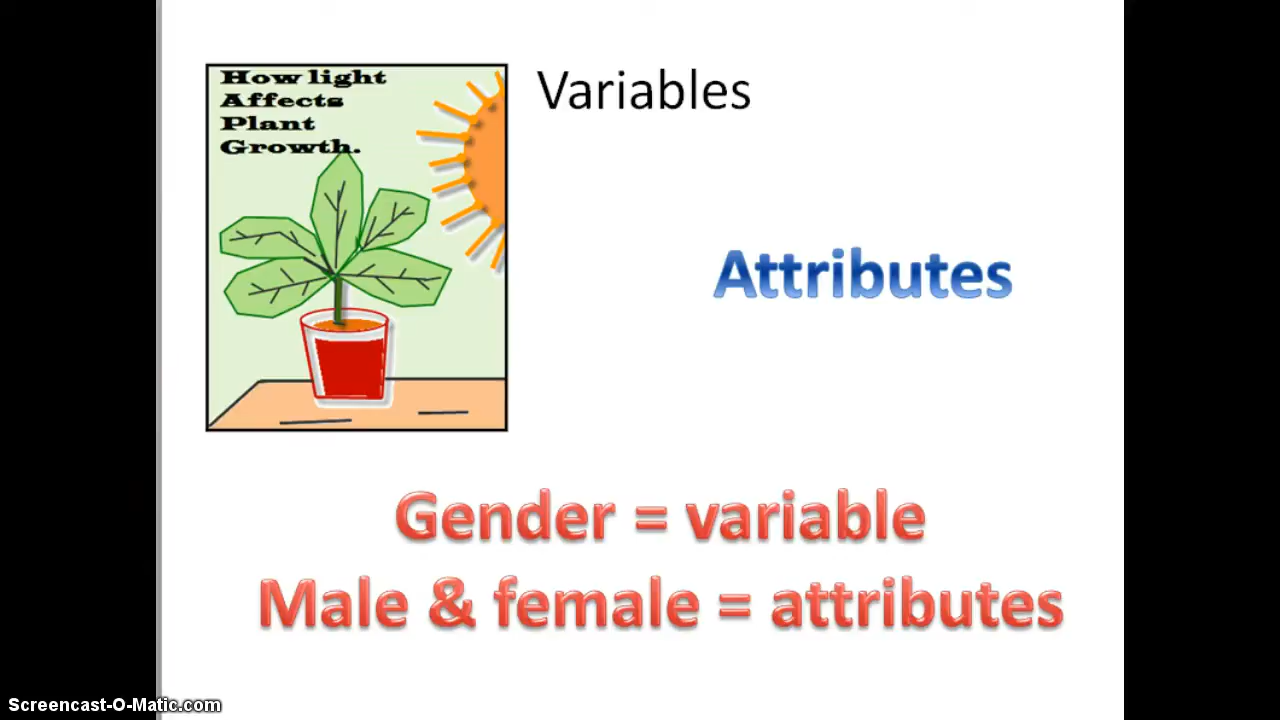 How light
Affects
Plant
Growth.
Variables
Attributes
Gender = variable
Male & female = attributes
Screencast-O-Matic.com